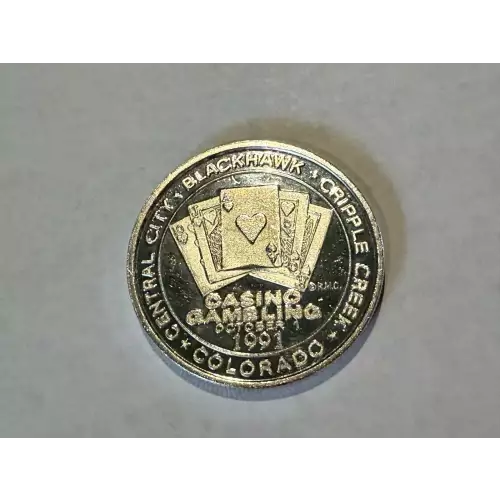 CENTRAL CITY · BLACKHAWK · CRIPPLE CREEK
CASINO
GAMBLING
OCTOBER 1
1991
★ COLORADO ★